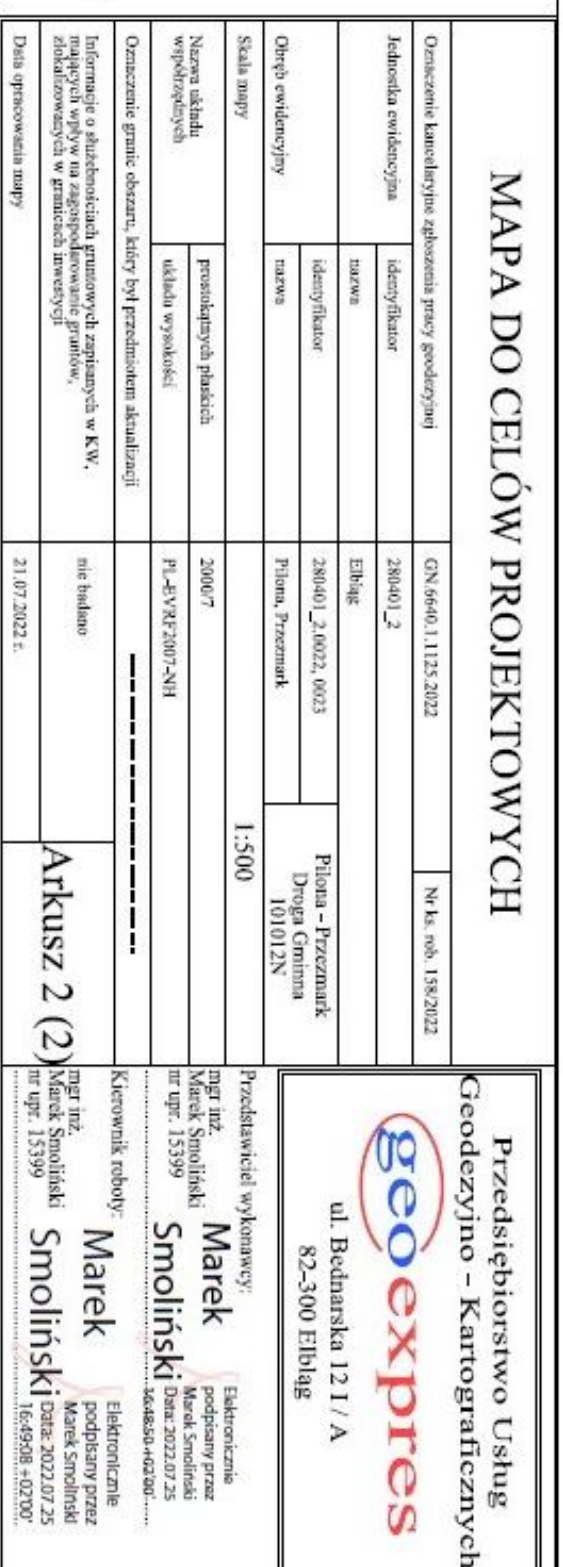 MAPA DO CELÓW PROJEKTOWYCH
Oznaczenie kancelaryjne zgłoszenia pracy geodezyjnej
GN.6640.1.1125.2022
Nr ks. rob. 158/2022
Jednostka ewidencyjna
identyfikator
280401_2
nazwa
Elbląg
Obręb ewidencyjny
identyfikator
280401_2.0022, 0023
nazwa
Pilona, Przezmark
Pilona – Przezmark
Droga Gminna
101012N
Skala mapy
1:500
Nazwa układu
współrzędnych
prostokątnych płaskich
2000/7
układu wysokości
PL-EVRF2007-NH
Oznaczenie granic obszaru, który był przedmiotem aktualizacji
Informacje o służebnościach gruntowych zapisanych w KW,
mających wpływ na zagospodarowanie gruntów,
zlokalizowanych w granicach inwestycji
nie badano
Data opracowania mapy
21.07.2022 r.
Arkusz 2 (2)
Przedsiębiorstwo Usług
Geodezyjno – Kartograficznych
geoexpres
ul. Bednarska 12 I / A
82-300 Elbląg
Przedstawiciel wykonawcy:
mgr inż.
Marek Smoliński
nr upr. 15399
Marek
Smoliński
Elektronicznie
podpisany przez
Marek Smoliński
Data: 2022.07.25
16:48:50 +02'00'
Kierownik roboty:
mgr inż.
Marek Smoliński
nr upr. 15399
Marek
Smoliński
Elektronicznie
podpisany przez
Marek Smoliński
Data: 2022.07.25
16:49:08 +02'00'